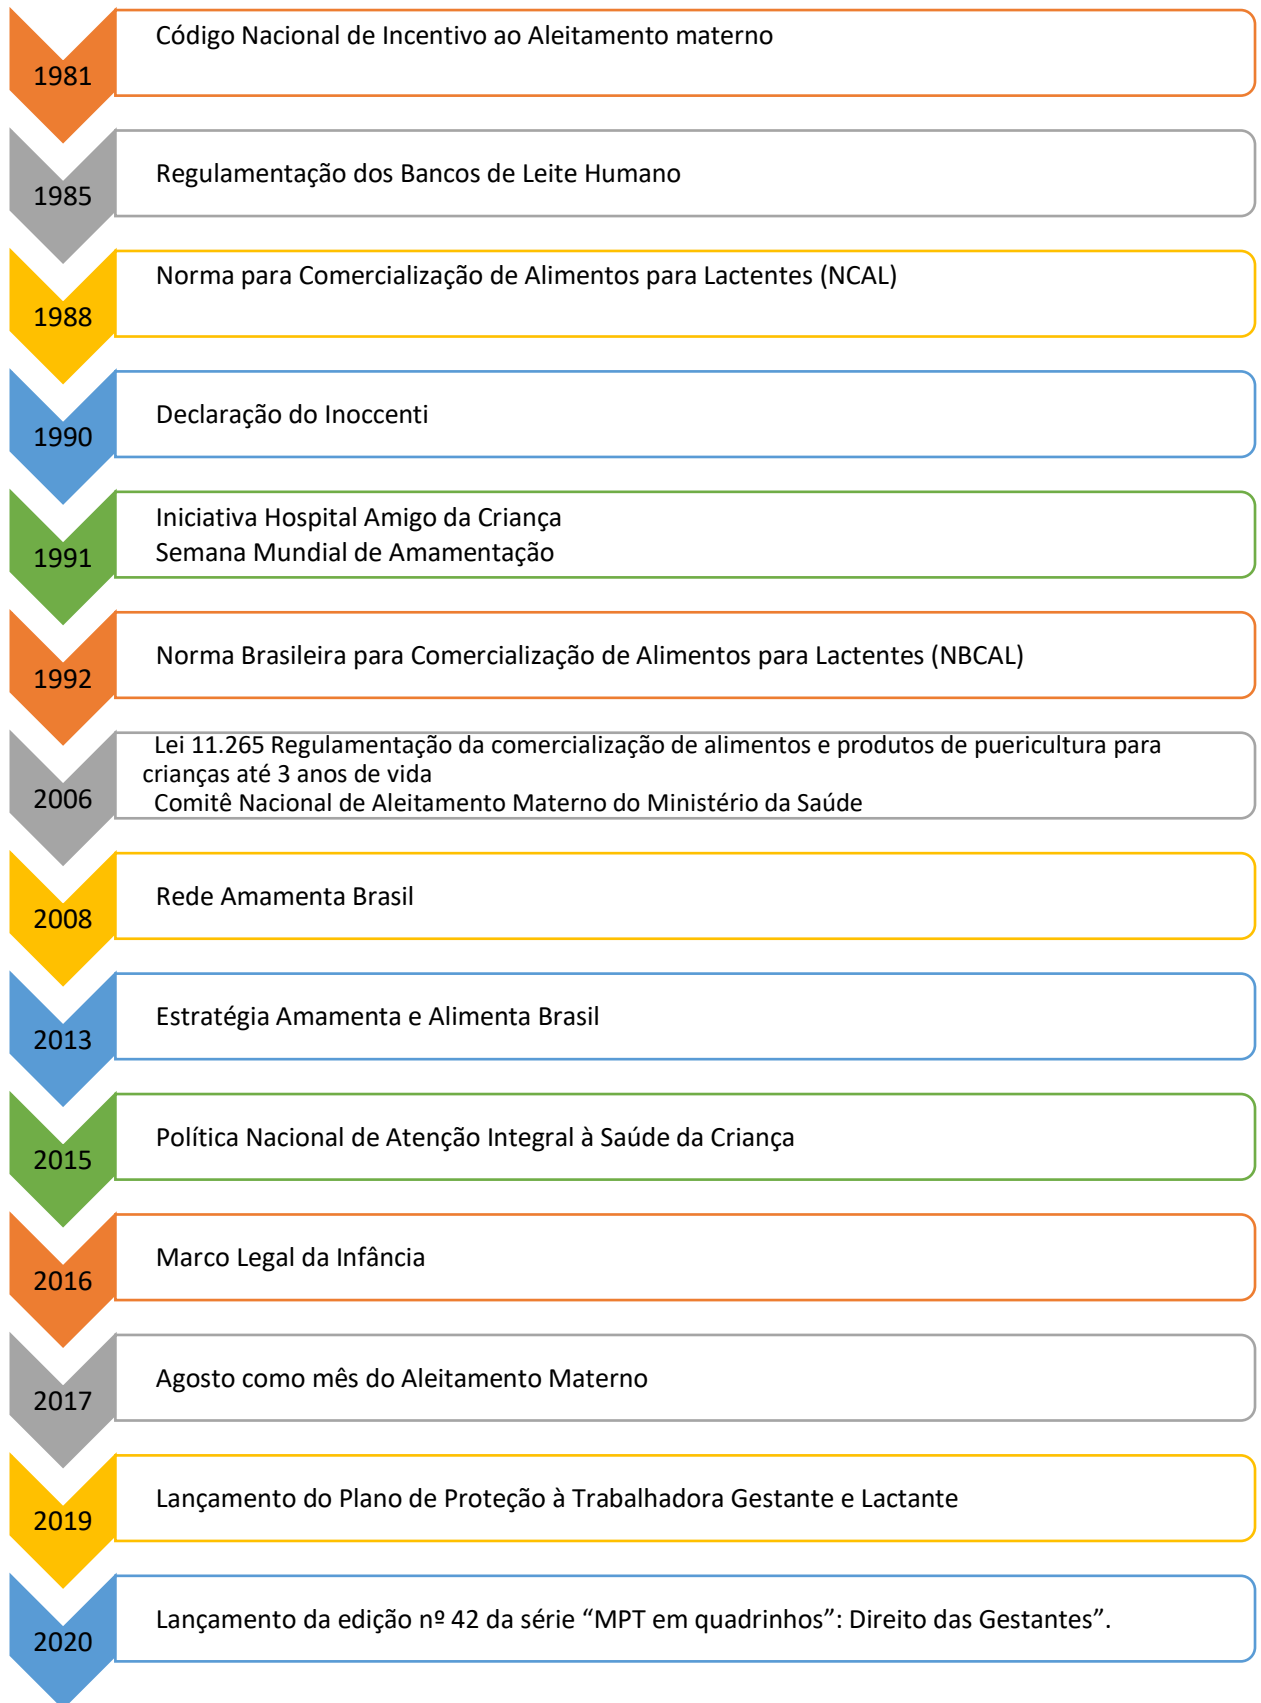 1981
Código Nacional de Incentivo ao Aleitamento materno
1985
Regulamentação dos Bancos de Leite Humano
1988
Norma para Comercialização de Alimentos para Lactentes (NCAL)
1990
Declaração do Inoccenti
1991
Iniciativa Hospital Amigo da Criança
Semana Mundial de Amamentação
1992
Norma Brasileira para Comercialização de Alimentos para Lactentes (NBCAL)
2006
Lei 11.265 Regulamentação da comercialização de alimentos e produtos de puericultura para
crianças até 3 anos de vida
Comitê Nacional de Aleitamento Materno do Ministério da Saúde
2008
Rede Amamenta Brasil
2013
Estratégia Amamenta e Alimenta Brasil
2015
Política Nacional de Atenção Integral à Saúde da Criança
2016
Marco Legal da Infância
2017
Agosto como mês do Aleitamento Materno
2019
Lançamento do Plano de Proteção à Trabalhadora Gestante e Lactante
2020
Lançamento da edição nº 42 da série “MPT em quadrinhos”: Direito das Gestantes”.